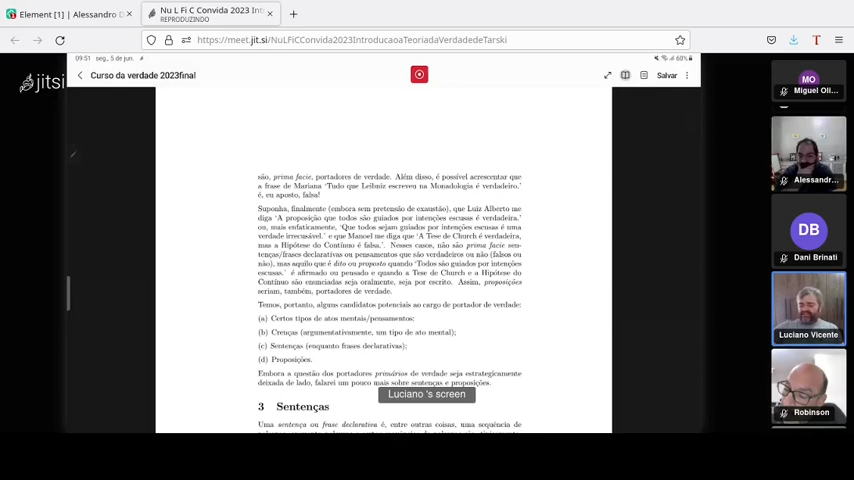 Element [1] | Alessandro D
Nu L Fi C Convida 2023 Int
REPRODUZINDO
https://meet.jit.si/NuLFiCConvida2023IntroducaoaTeoriadaVerdadedeTarski
09:51 seg., 5 de jun.
60%
jitsi
Curso da verdade 2023final
Salvar
são, prima facie, portadores de verdade. Além disso, é possível acrescentar que
a frase de Mariana 'Tudo que Leibniz escreveu na Monadologia é verdadeiro.'
é, eu aposto, falsa!
Suponha, finalmente (embora sem pretensão de exaustão), que Luiz Alberto me
diga 'A proposição que todos são guiados por intenções escusas é verdadeira.'
ou, mais enfaticamente, 'Que todos sejam guiados por intenções escusas é uma
verdade irrecusável.' e que Manoel me diga que 'A Tese de Church é verdadeira,
mas a Hipótese do Contínuo é falsa.'. Nesses casos, não são prima facie sen-
tenças/frases declarativas ou pensamentos que são verdadeiros ou não (falsos ou
não), mas aquilo que é dito ou proposto quando 'Todos são guiados por intenções
escusas.' é afirmado ou pensado e quando a Tese de Church e a Hipótese do
Contínuo são enunciadas seja oralmente, seja por escrito. Assim, proposições
seriam, também, portadores de verdade.
Temos, portanto, alguns candidatos potenciais ao cargo de portador de verdade:
(a) Certos tipos de atos mentais/pensamentos;
(b) Crenças (argumentativamente, um tipo de ato mental);
(c) Sentenças (enquanto frases declarativas);
(d) Proposições.
Embora a questão dos portadores primários de verdade seja estrategicamente
deixada de lado, falarei um pouco mais sobre sentenças e proposições.
Luciano 's screen
3 Sentenças
Uma sentença ou frase declarativa é, entre outras coisas, uma sequência de
MO
Miguel Oli...
Alessandr...
DB
Dani Brinati
Luciano Vicente
Robinson